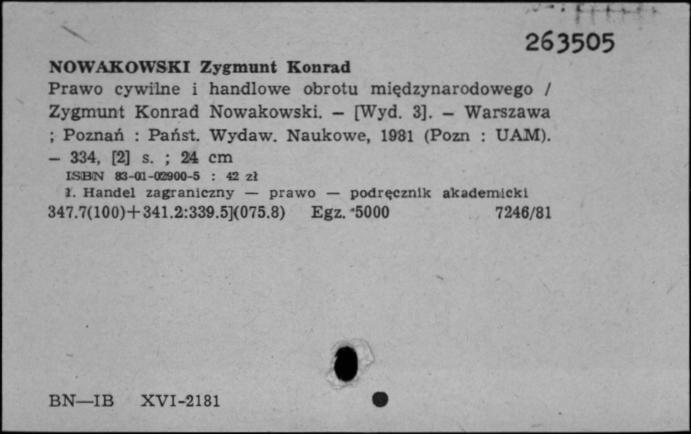 263505
NOWAKOWSKI Zygmunt Konrad
Prawo cywilne i handlowe obrotu międzynarodowego /
Zygmunt Konrad Nowakowski. — [Wyd. 3]. — Warszawa
; Poznań : Państ. Wydaw. Naukowe, 1981 (Pozn : UAM).
— 334, [2] s. ; 24 cm
ISBN 83-01-02900-5 : 42 zł
1. Handel zagraniczny — prawo — podręcznik akademicki
347.7(100)+341.2:339.5](075.8) Egz. 5000 7246/81
BN—IB XVI-2181